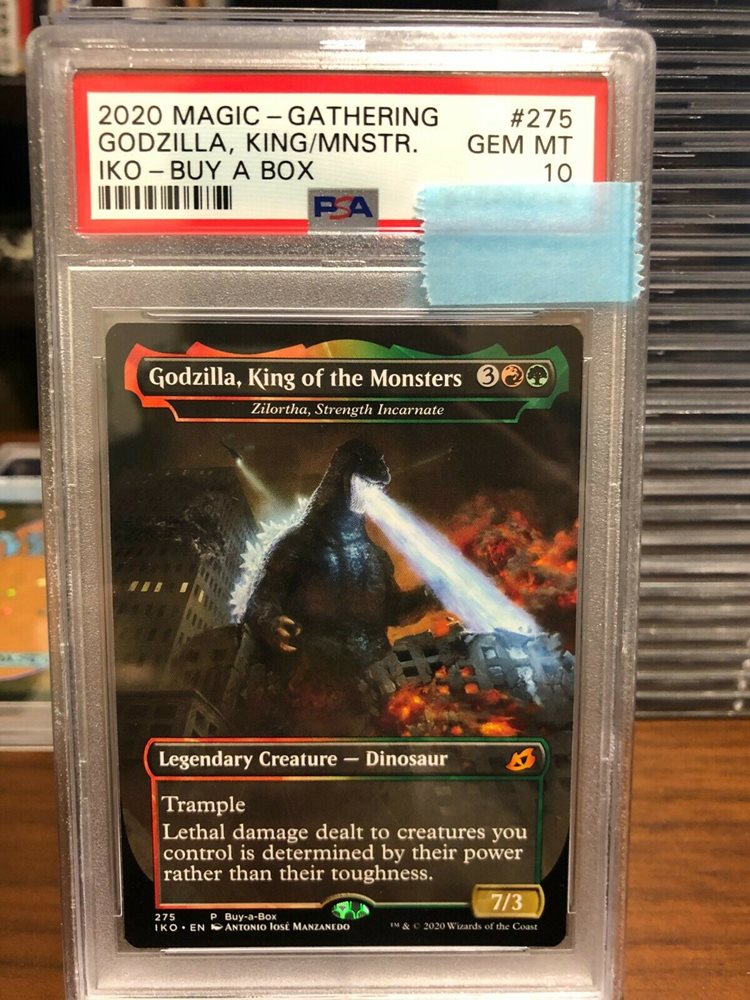 2020 MAGIC – GATHERING #275
GODZILLA, KING/MNSTR. GEM MT
IKO – BUY A BOX 10
PSA
Godzilla, King of the Monsters 3
Zilortha, Strength Incarnate
Legendary Creature — Dinosaur
Trample
Lethal damage dealt to creatures you
control is determined by their power
rather than their toughness.
7/3
275 P Buy-a-Box
IKO • EN ANTONIO JOSÉ MANZANEDO ™ & © 2020 Wizards of the Coast